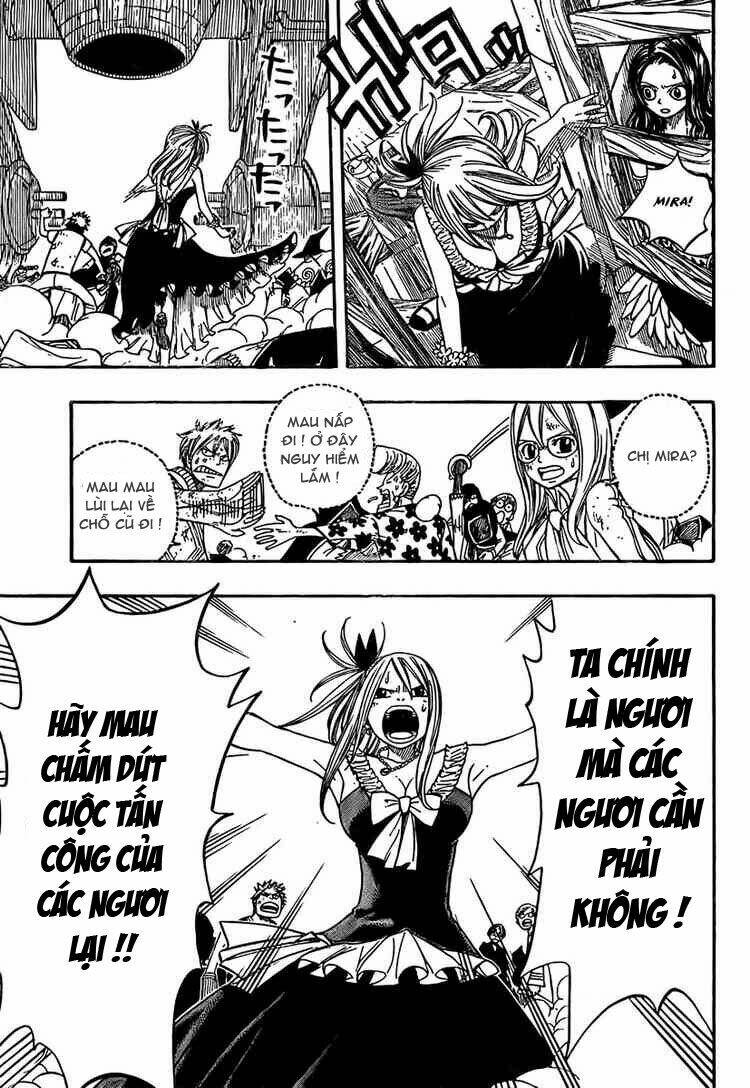 MIRA!
たったったっ
CHỊ MIRA?
MAU NẤP
ĐI ! Ở ĐÂY
NGUY HIỂM
LẮM !
MAU MAU
LÙI LẠI VỀ
CHỖ CŨ ĐI !
TA CHÍNH
LÀ NGƯƠI
MÀ CÁC
NGƯƠI CẦN
PHẢI
KHÔNG !
HÃY MAU
CHẤM DỨT
CUỘC TẤN
CÔNG CỦA
CÁC NGƯƠI
LẠI !!